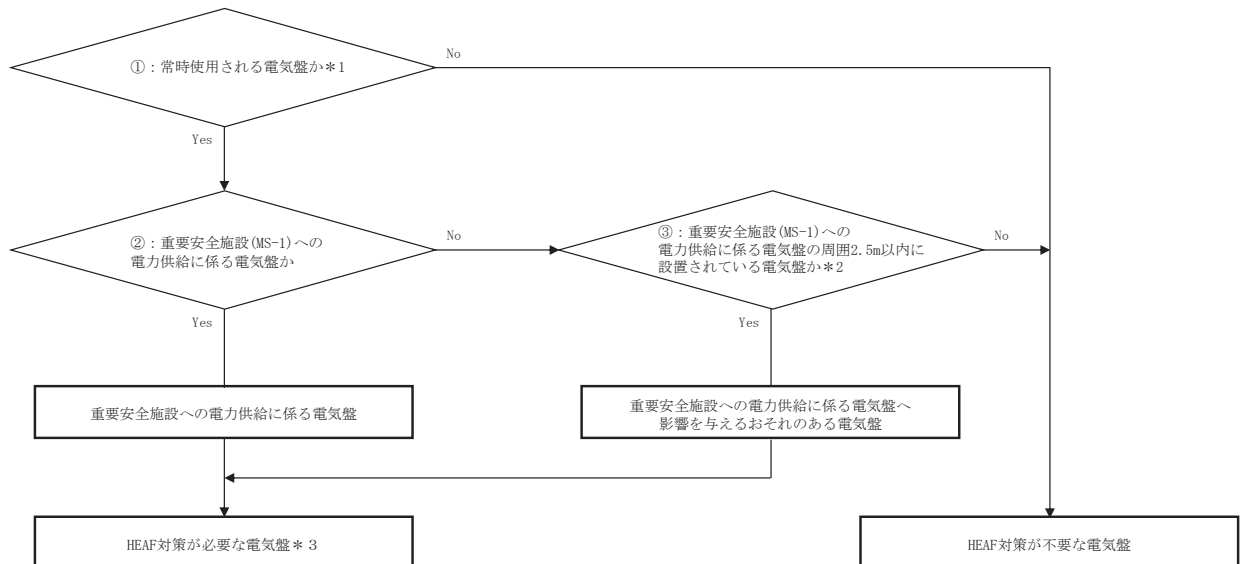 ①：常時使用される電気盤か＊1
No
Yes
②：重要安全施設(MS-1)への
電力供給に係る電気盤か
No
③：重要安全施設(MS-1)への
電力供給に係る電気盤の周囲2.5m以内に
設置されている電気盤か＊2
No
Yes
Yes
重要安全施設への電力供給に係る電気盤
重要安全施設への電力供給に係る電気盤へ
影響を与えるおそれのある電気盤
HEAF対策が必要な電気盤＊３
HEAF対策が不要な電気盤